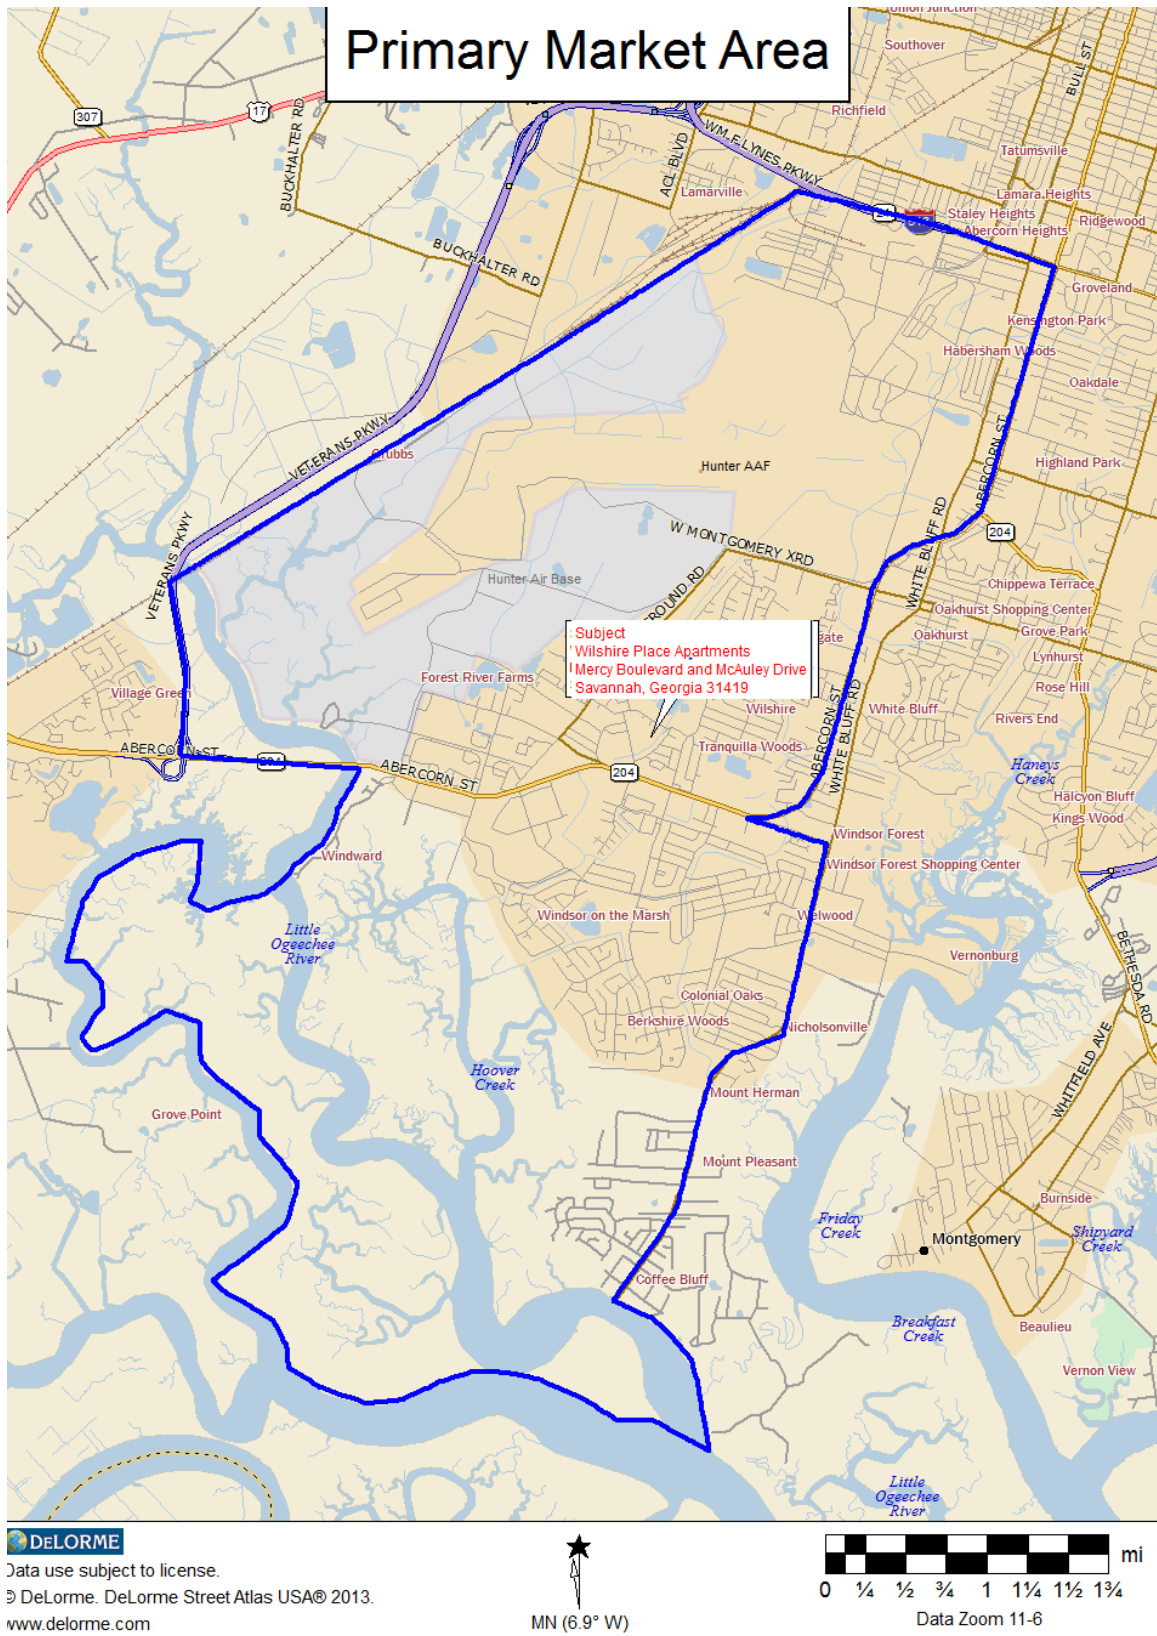 Primary Market Area
Union Junction
Southover
BULL ST
307
17
BUCKHALTER RD
Richfield
WM F LYNES PKWY
ACL BLVD
Tatumsville
Lamarville
Lamara Heights
Staley Heights
Ridgewood
Abercorn Heights
BUCKHALTER RD
Groveland
Kensington Park
Habersham Woods
Oakdale
VETERANS PKWY
Grubbs
Hunter AAF
ABERCORN ST
Highland Park
W MONTGOMERY XRD
204
VETERANS PKWY
WHITE BLUFF RD
Hunter Air Base
Chippewa Terrace
Oakhurst Shopping Center
Oakhurst
Grove Park
Subject
Wilshire Place Apartments
Mercy Boulevard and McAuley Drive
Savannah, Georgia 31419
Lynhurst
Forest River Farms
Rose Hill
Village Green
Wilshire
White Bluff
Rivers End
ABERCORN ST
WHITE BLUFF RD
Tranquilla Woods
ABERCORN ST
204
ABERCORN ST
204
Haneys
Creek
Halcyon Bluff
Kings Wood
Windsor Forest
Windward
Windsor Forest Shopping Center
Windsor on the Marsh
Welwood
Little
Ogeechee
River
Vernonburg
BETHESDA RD
Colonial Oaks
Berkshire Woods
Nicholsonville
Hoover
Creek
Mount Herman
WHITFIELD AVE
Grove Point
Mount Pleasant
Burnside
Friday
Creek
Montgomery
Shipyard
Creek
Coffee Bluff
Breakfast
Creek
Beaulieu
Vernon View
Little
Ogeechee
River
DELORME
Data use subject to license.
© DeLorme. DeLorme Street Atlas USA® 2013.
www.delorme.com
MN (6.9° W)
mi
0 ¼ ½ ¾ 1 1¼ 1½ 1¾
Data Zoom 11-6